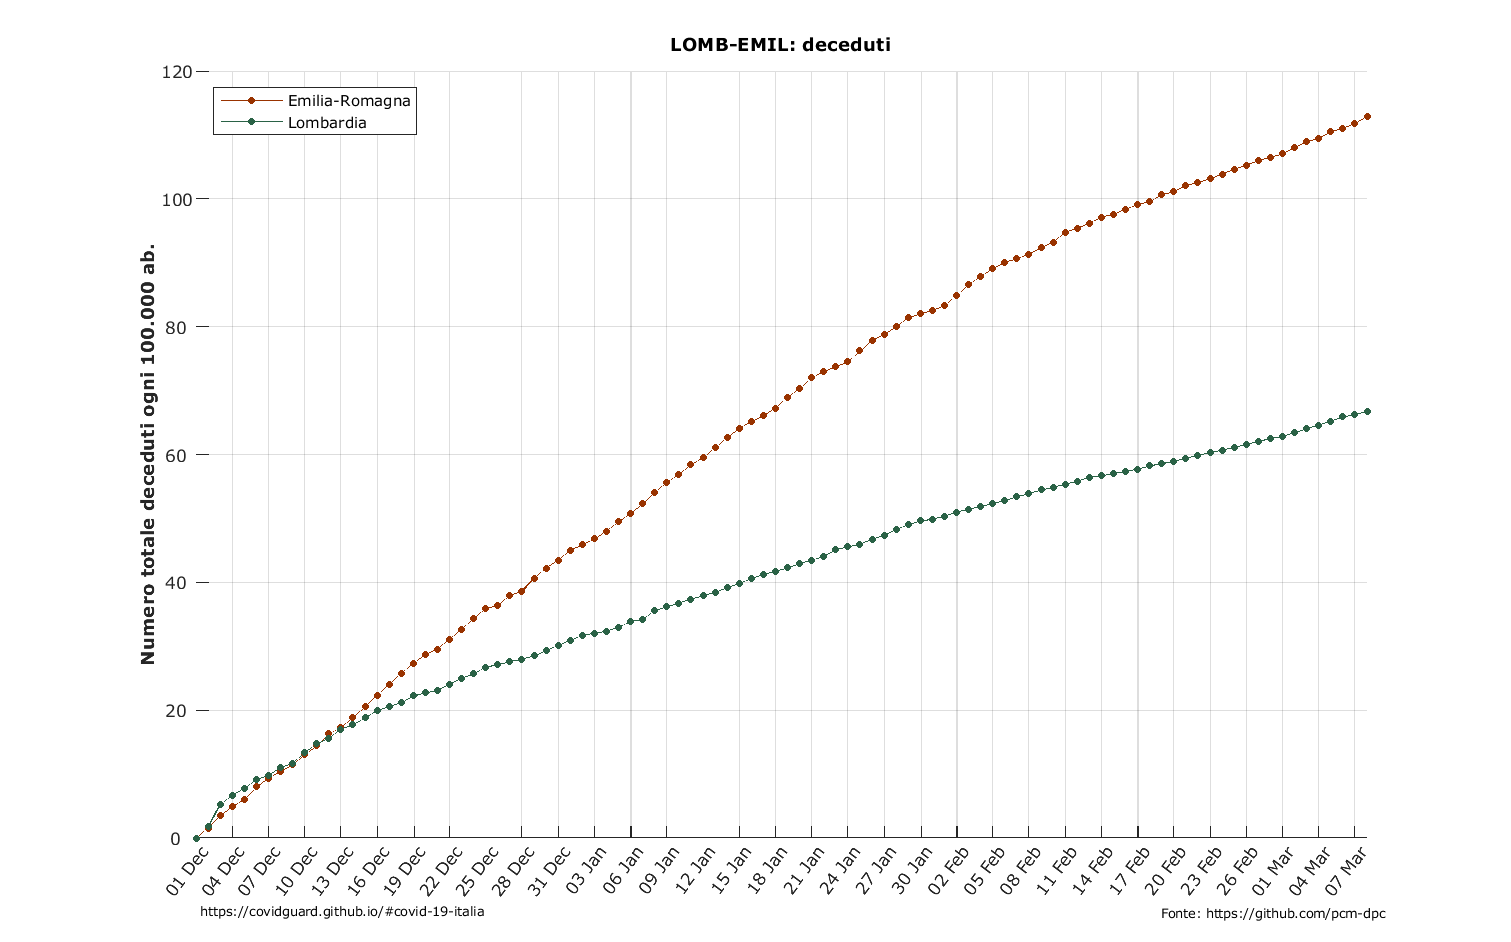 LOMB-EMIL: deceduti
Numero totale deceduti ogni 100.000 ab.
120
100
80
60
40
20
0
Emilia-Romagna
Lombardia
01 Dec
04 Dec
07 Dec
10 Dec
13 Dec
16 Dec
19 Dec
22 Dec
25 Dec
28 Dec
31 Dec
03 Jan
06 Jan
09 Jan
12 Jan
15 Jan
18 Jan
21 Jan
24 Jan
27 Jan
30 Jan
02 Feb
05 Feb
08 Feb
11 Feb
14 Feb
17 Feb
20 Feb
23 Feb
26 Feb
01 Mar
04 Mar
07 Mar
https://covidguard.github.io/#covid-19-italia
Fonte: https://github.com/pcm-dpc